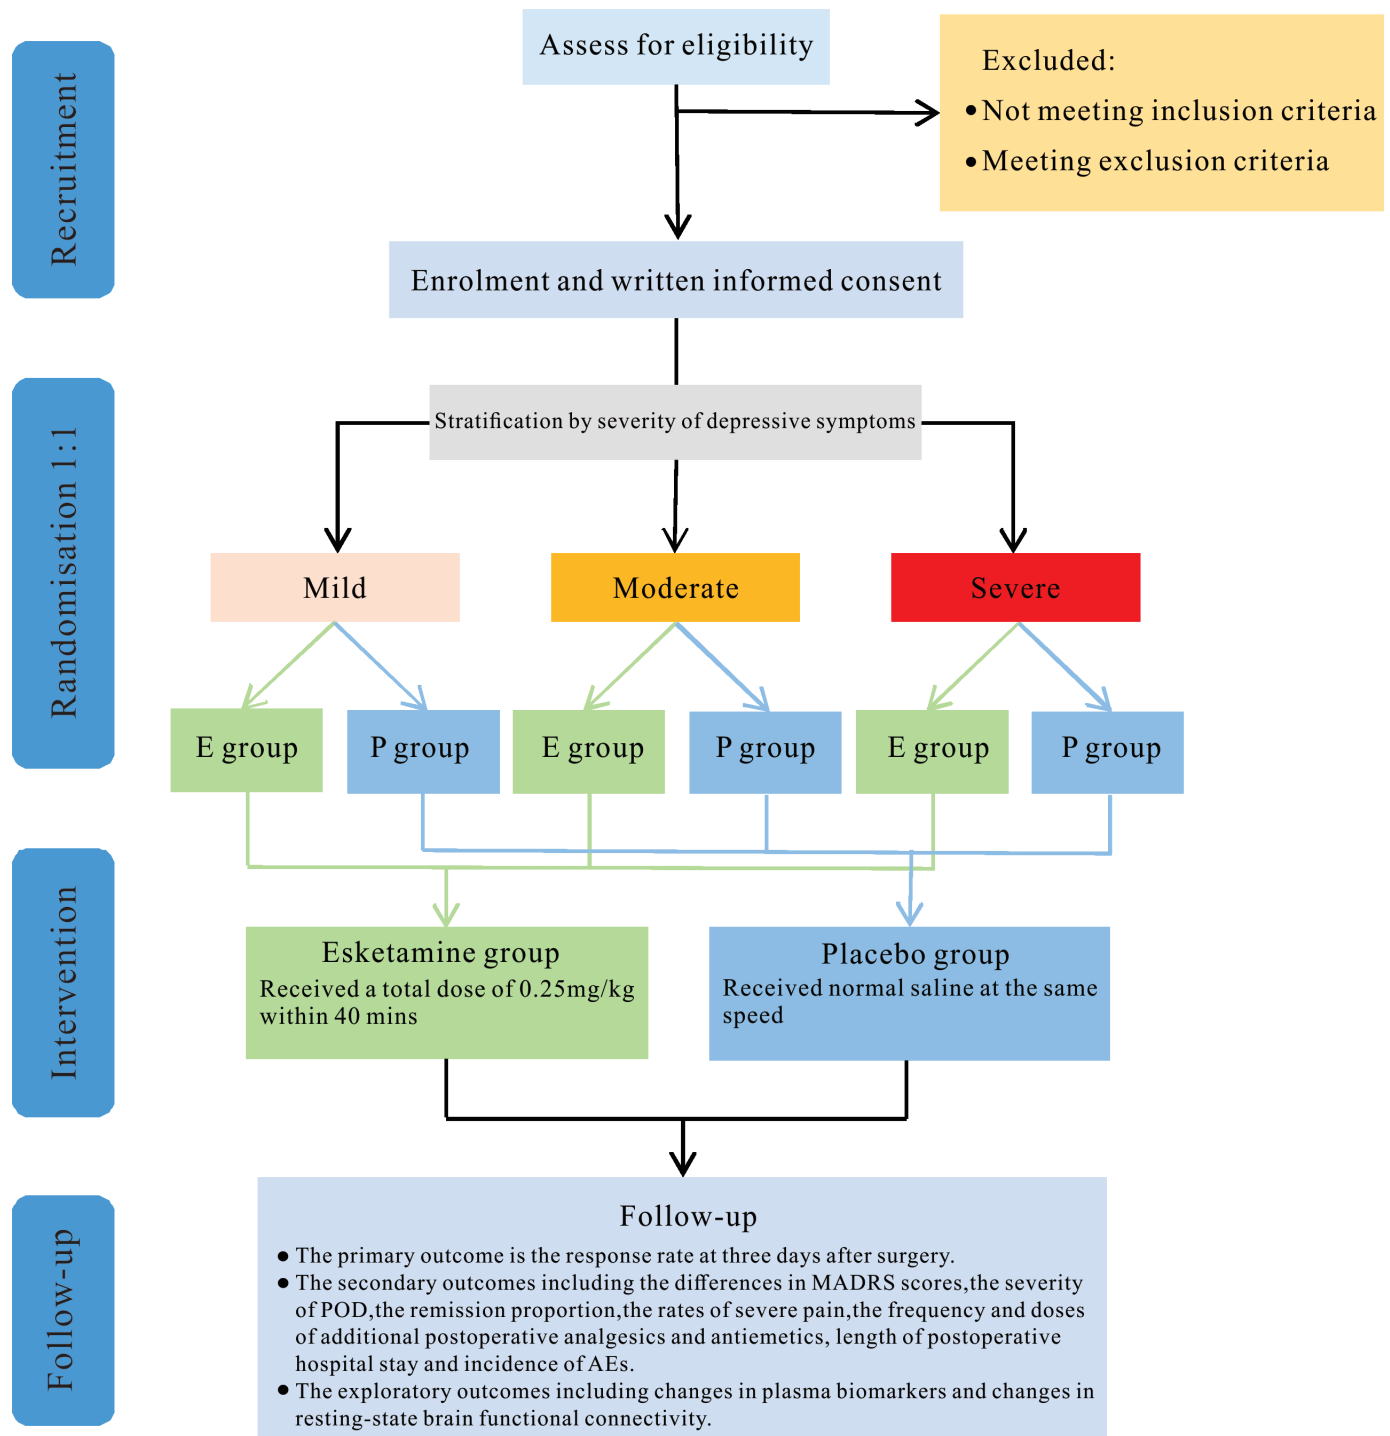 Recruitment
Assess for eligibility
Excluded:
• Not meeting inclusion criteria
• Meeting exclusion criteria
Enrolment and written informed consent
Randomisation 1:1
Stratification by severity of depressive symptoms
Mild
Moderate
Severe
E group
P group
E group
P group
E group
P group
Intervention
Esketamine group
Received a total dose of 0.25mg/kg
within 40 mins
Placebo group
Received normal saline at the same
speed
Follow-up
Follow-up
• The primary outcome is the response rate at three days after surgery.
• The secondary outcomes including the differences in MADRS scores,the severity
of POD,the remission proportion,the rates of severe pain,the frequency and doses
of additional postoperative analgesics and antiemetics, length of postoperative
hospital stay and incidence of AEs.
• The exploratory outcomes including changes in plasma biomarkers and changes in
resting-state brain functional connectivity.